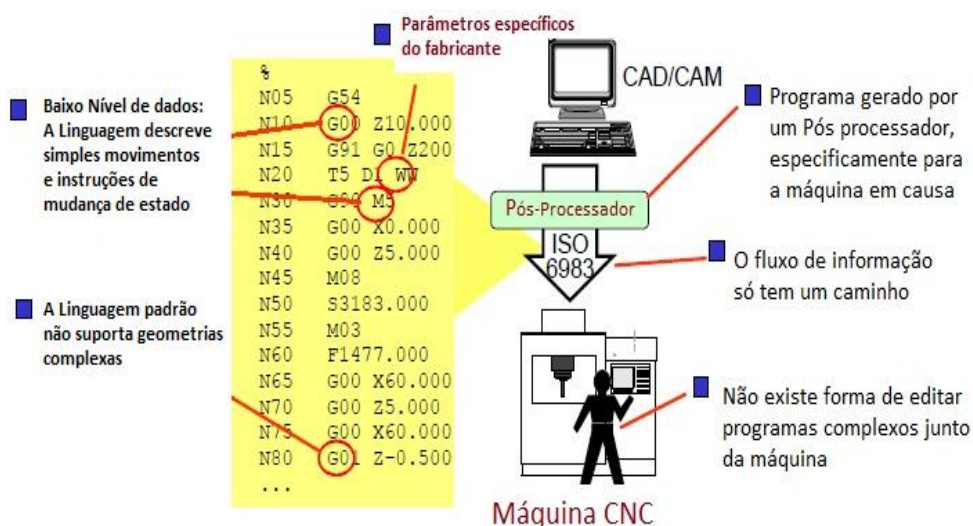 Parâmetros específicos
do fabricante
Baixo Nível de dados:
A Linguagem descreve
simples movimentos
e instruções de
mudança de estado
A Linguagem padrão
não suporta geometrias
complexas
%
N05 G54
N10 G00 Z10.000
N15 G91 G0 Z200
N20 T5 D1 WW
N30 G90 M5
N35 G00 X0.000
N40 G00 Z5.000
N45 M08
N50 S3183.000
N55 M03
N60 F1477.000
N65 G00 X60.000
N70 G00 Z5.000
N75 G00 X60.000
N80 G01 Z-0.500
...
CAD/CAM
Pós-Processador
ISO
6983
Máquina CNC
Programa gerado por
um Pós processador,
especificamente para
a máquina em causa
O fluxo de informação
só tem um caminho
Não existe forma de editar
programas complexos junto
da máquina